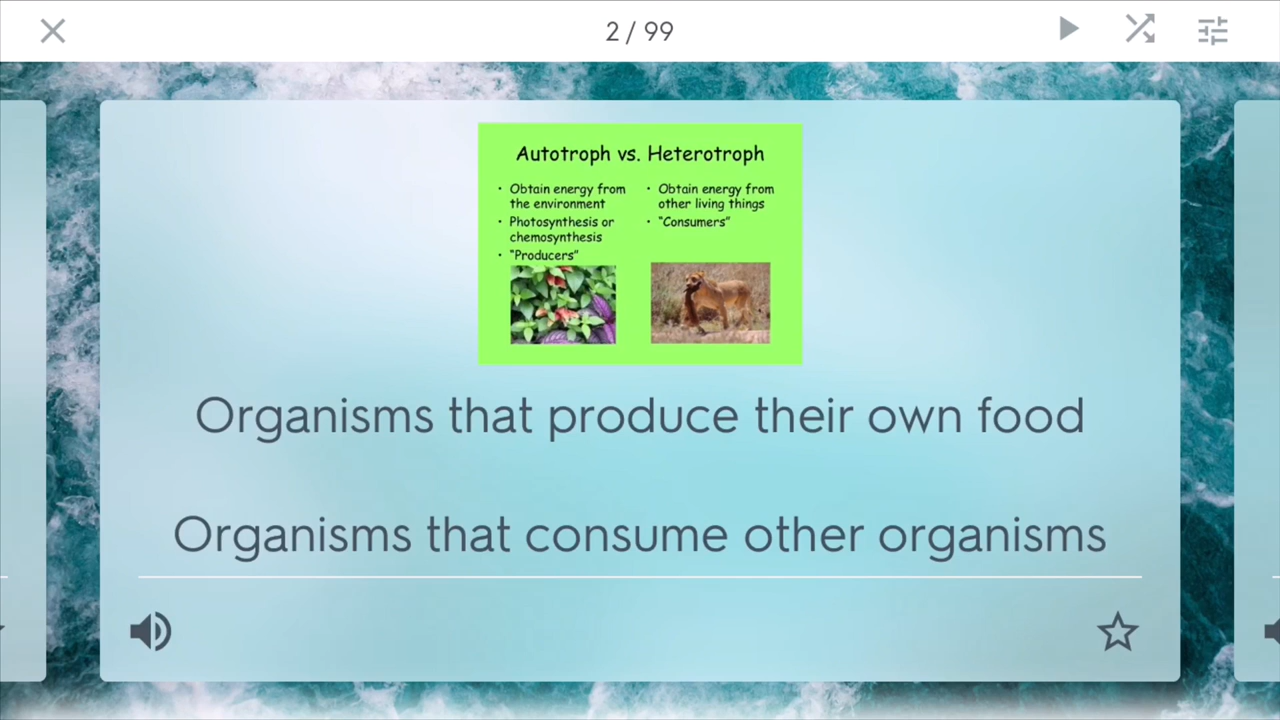 2 / 99
Autotroph vs. Heterotroph
• Obtain energy from
the environment
• Photosynthesis or
chemosynthesis
• “Producers”
• Obtain energy from
other living things
• “Consumers”
Organisms that produce their own food
Organisms that consume other organisms